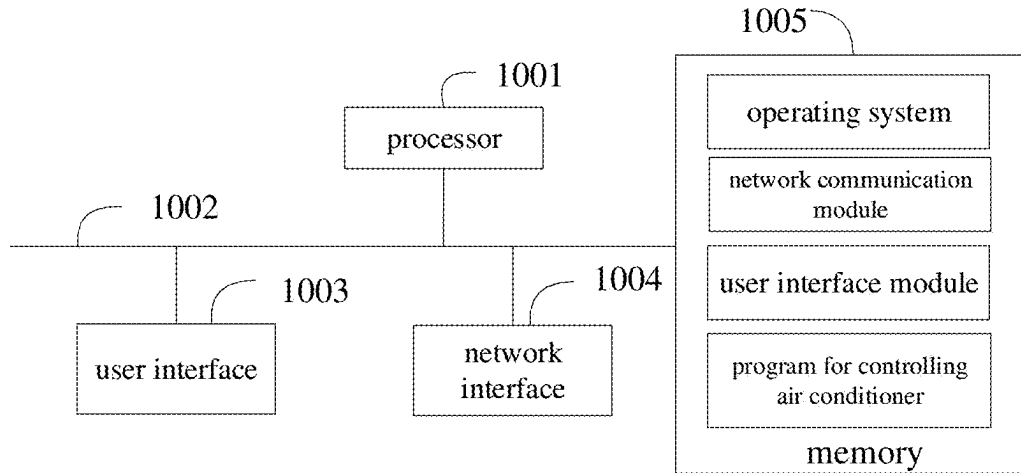 1005
1001
operating system
processor
network communication
module
1002
user interface module
1003
1004
user interface
network
interface
program for controlling
air conditioner
memory